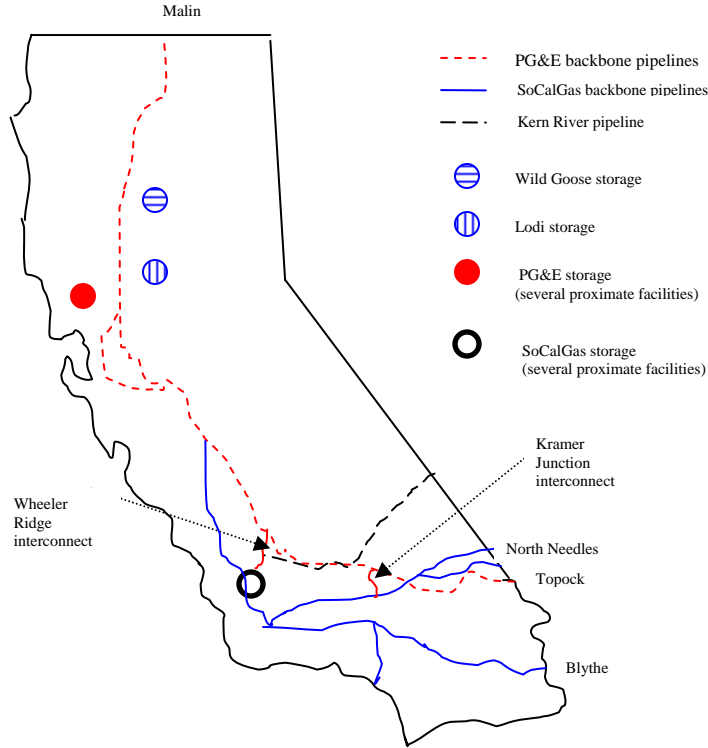 Malin
PG&E backbone pipelines
SoCalGas backbone pipelines
Kern River pipeline
Wild Goose storage
Lodi storage
PG&E storage
(several proximate facilities)
SoCalGas storage
(several proximate facilities)
Kramer
Junction
interconnect
Wheeler
Ridge
interconnect
North Needles
Topock
Blythe